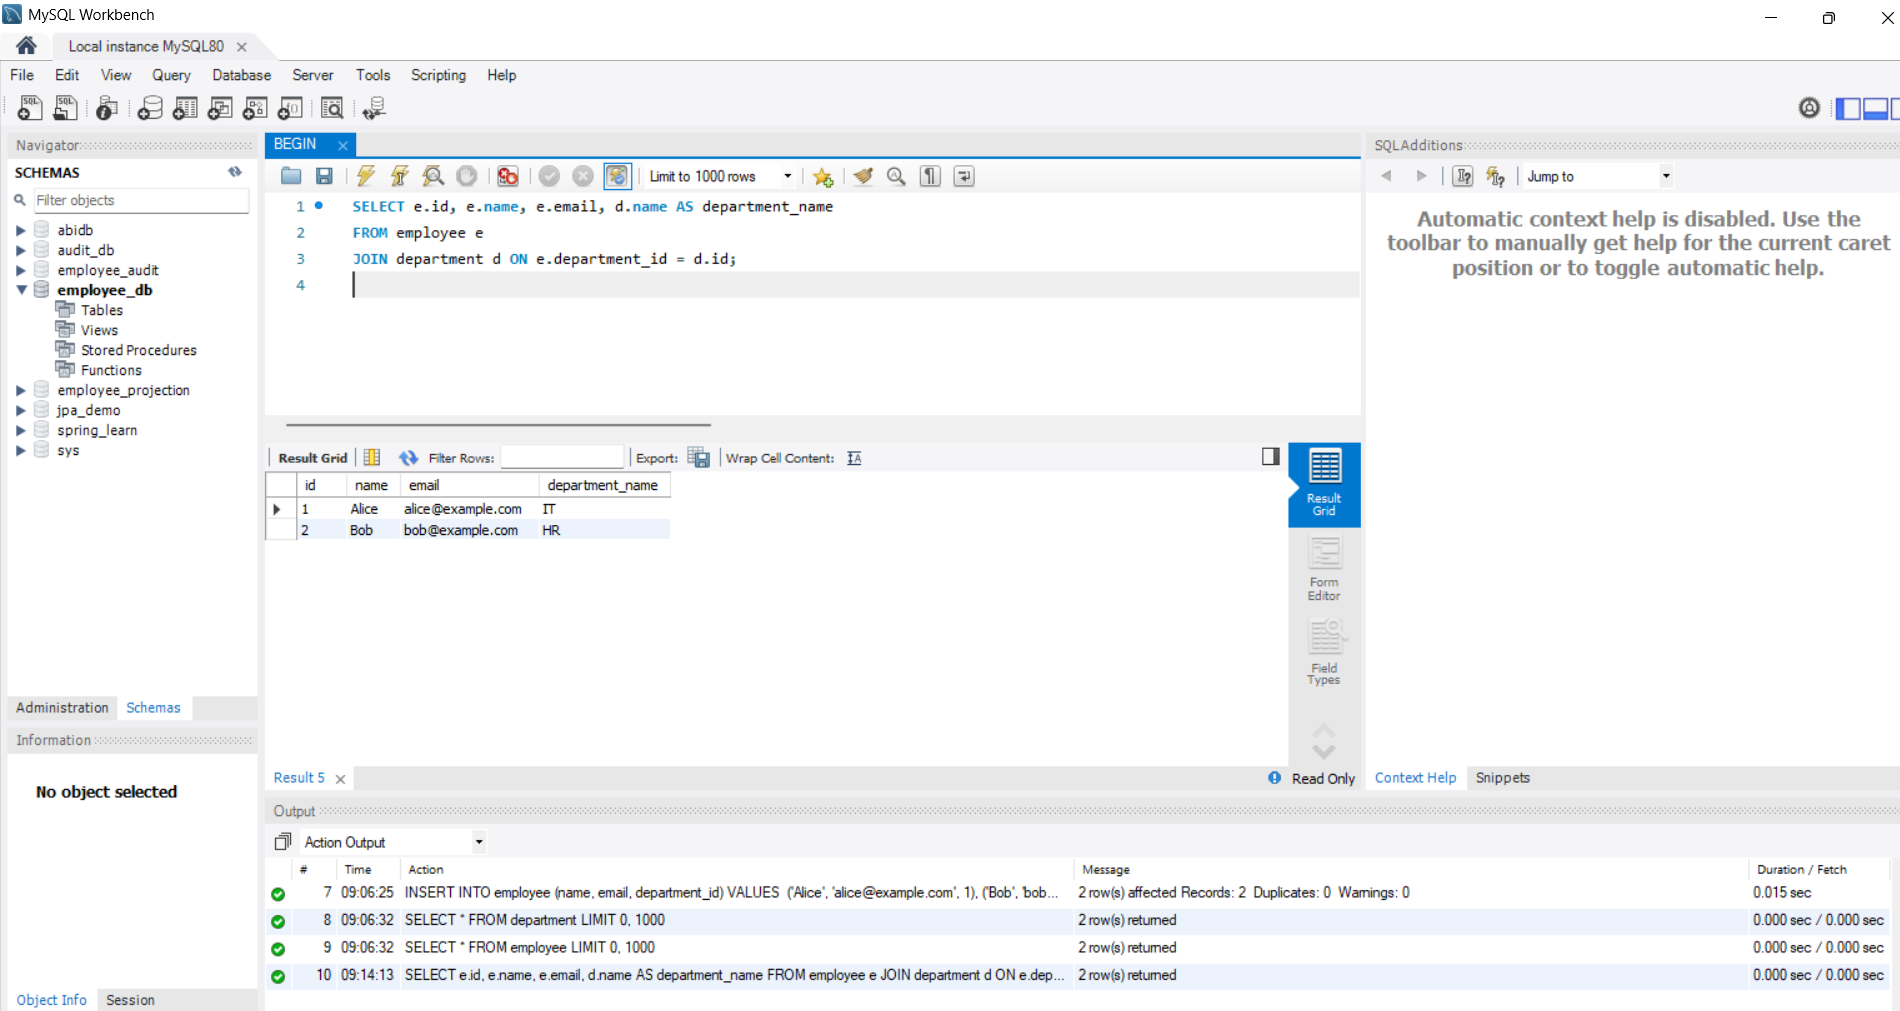 MySQL Workbench
Local instance MySQL80
File Edit View Query Database Server Tools Scripting Help
Navigator
SCHEMAS
Filter objects
abidb
audit_db
employee_audit
employee_db
Tables
Views
Stored Procedures
Functions
employee_projection
jpa_demo
spring_learn
sys
Administration Schemas
Information
No object selected
Object Info Session
BEGIN
Limit to 1000 rows
1 SELECT e.id, e.name, e.email, d.name AS department_name
2 FROM employee e
3 JOIN department d ON e.department_id = d.id;
4
Result Grid Filter Rows: Export: Wrap Cell Content:
id name email department_name
1 Alice alice@example.com IT
2 Bob bob@example.com HR
Result Grid
Form Editor
Field Types
Result 5 Read Only
SQLAdditions
Jump to
Automatic context help is disabled. Use the
toolbar to manually get help for the current caret
position or to toggle automatic help.
Context Help Snippets
Output
Action Output
# Time Action Message Duration / Fetch
7 09:06:25 INSERT INTO employee (name, email, department_id) VALUES ('Alice', 'alice@example.com', 1), ('Bob', 'bob... 2 row(s) affected Records: 2 Duplicates: 0 Warnings: 0 0.015 sec
8 09:06:32 SELECT * FROM department LIMIT 0, 1000 2 row(s) returned 0.000 sec / 0.000 sec
9 09:06:32 SELECT * FROM employee LIMIT 0, 1000 2 row(s) returned 0.000 sec / 0.000 sec
10 09:14:13 SELECT e.id, e.name, e.email, d.name AS department_name FROM employee e JOIN department d ON e.dep... 2 row(s) returned 0.000 sec / 0.000 sec